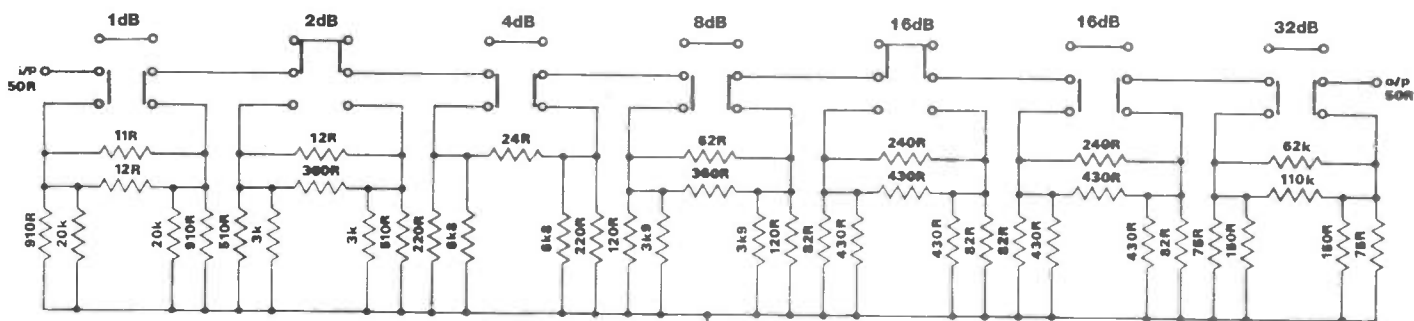 1dB 2dB 4dB 8dB 16dB 16dB 32dB
i/p
50R
o/p
50R
11R 12R 24R 62R 240R 240R 62k
12R 360R 360R 430R 430R 110k
910R 20k 20k 910R 510R 3k 3k 510R 220R 6k8 6k8 220R 120R 3k9 3k9 120R 82R 430R 430R 82R 82R 430R 430R 82R 75R 150R 150R 75R